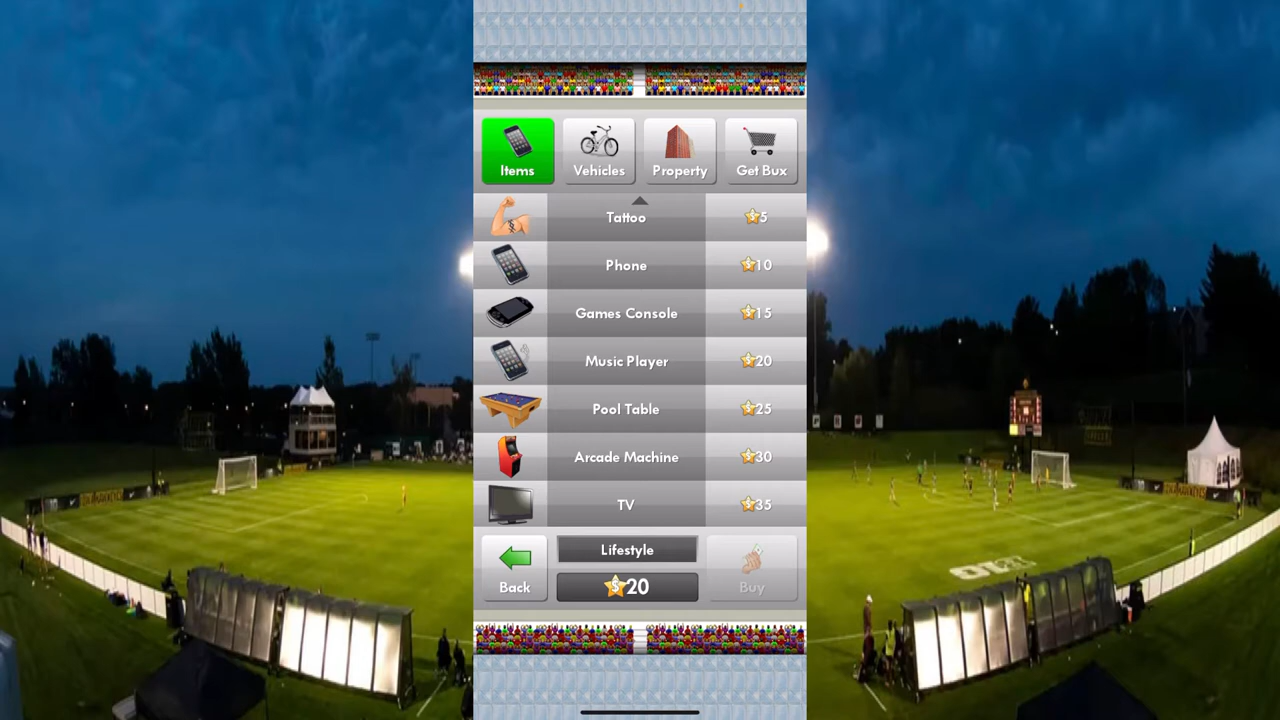 Items
Vehicles
Property
Get Bux
Tattoo
5
Phone
10
Games Console
15
Music Player
20
Pool Table
25
Arcade Machine
30
TV
35
Back
Lifestyle
20
Buy